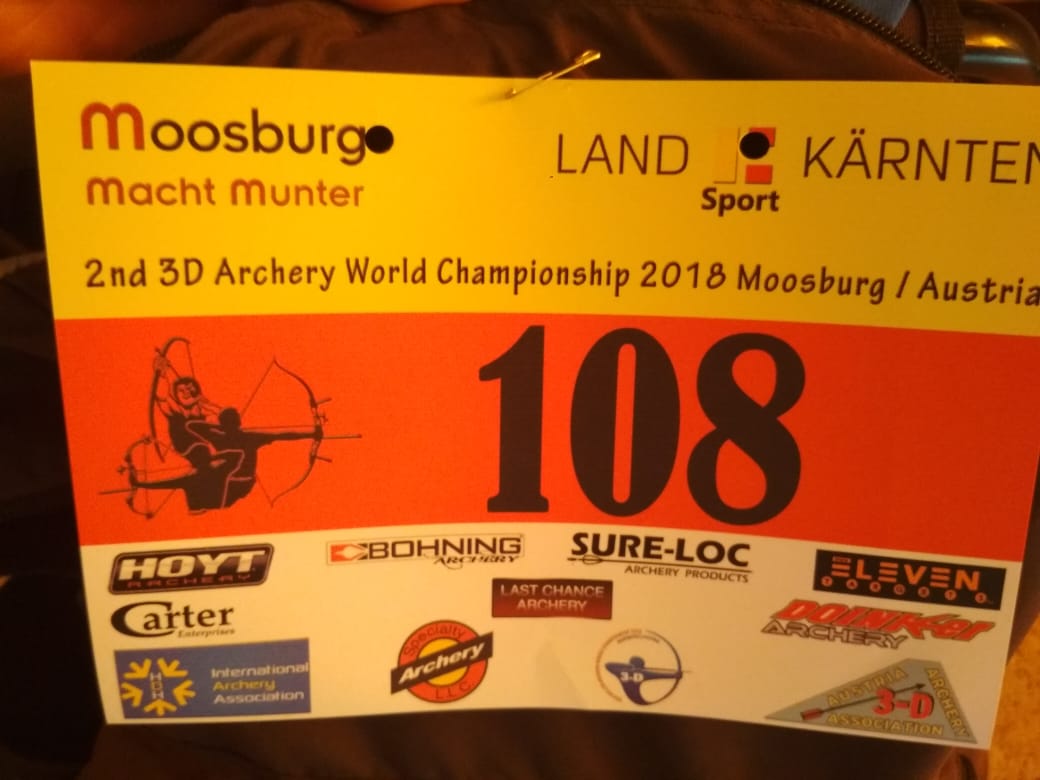 Moosburg
Macht Munter
LAND KÄRNTEN
Sport
2nd 3D Archery World Championship 2018 Moosburg / Austria
108
HOYT
ARCHERY
BOHNING
ARCHERY
SURE-LOC
ARCHERY PRODUCTS
ELEVEN
TARGETS
Carter
Enterprises
LAST CHANCE
ARCHERY
DOINKer
ARCHERY
HDH
International
Archery
Association
Specialty
Archery
L.L.C.
3-D
AUSTRIA
3-D
ARCHERY
ASSOCIATION